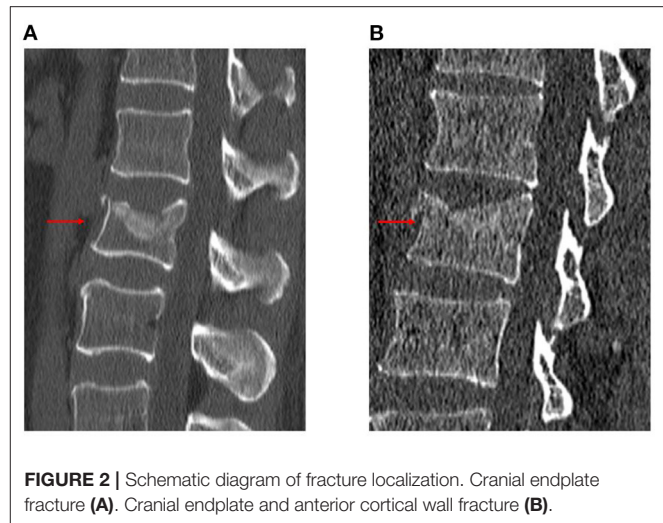 A
B
FIGURE 2 | Schematic diagram of fracture localization. Cranial endplate
fracture (A). Cranial endplate and anterior cortical wall fracture (B).